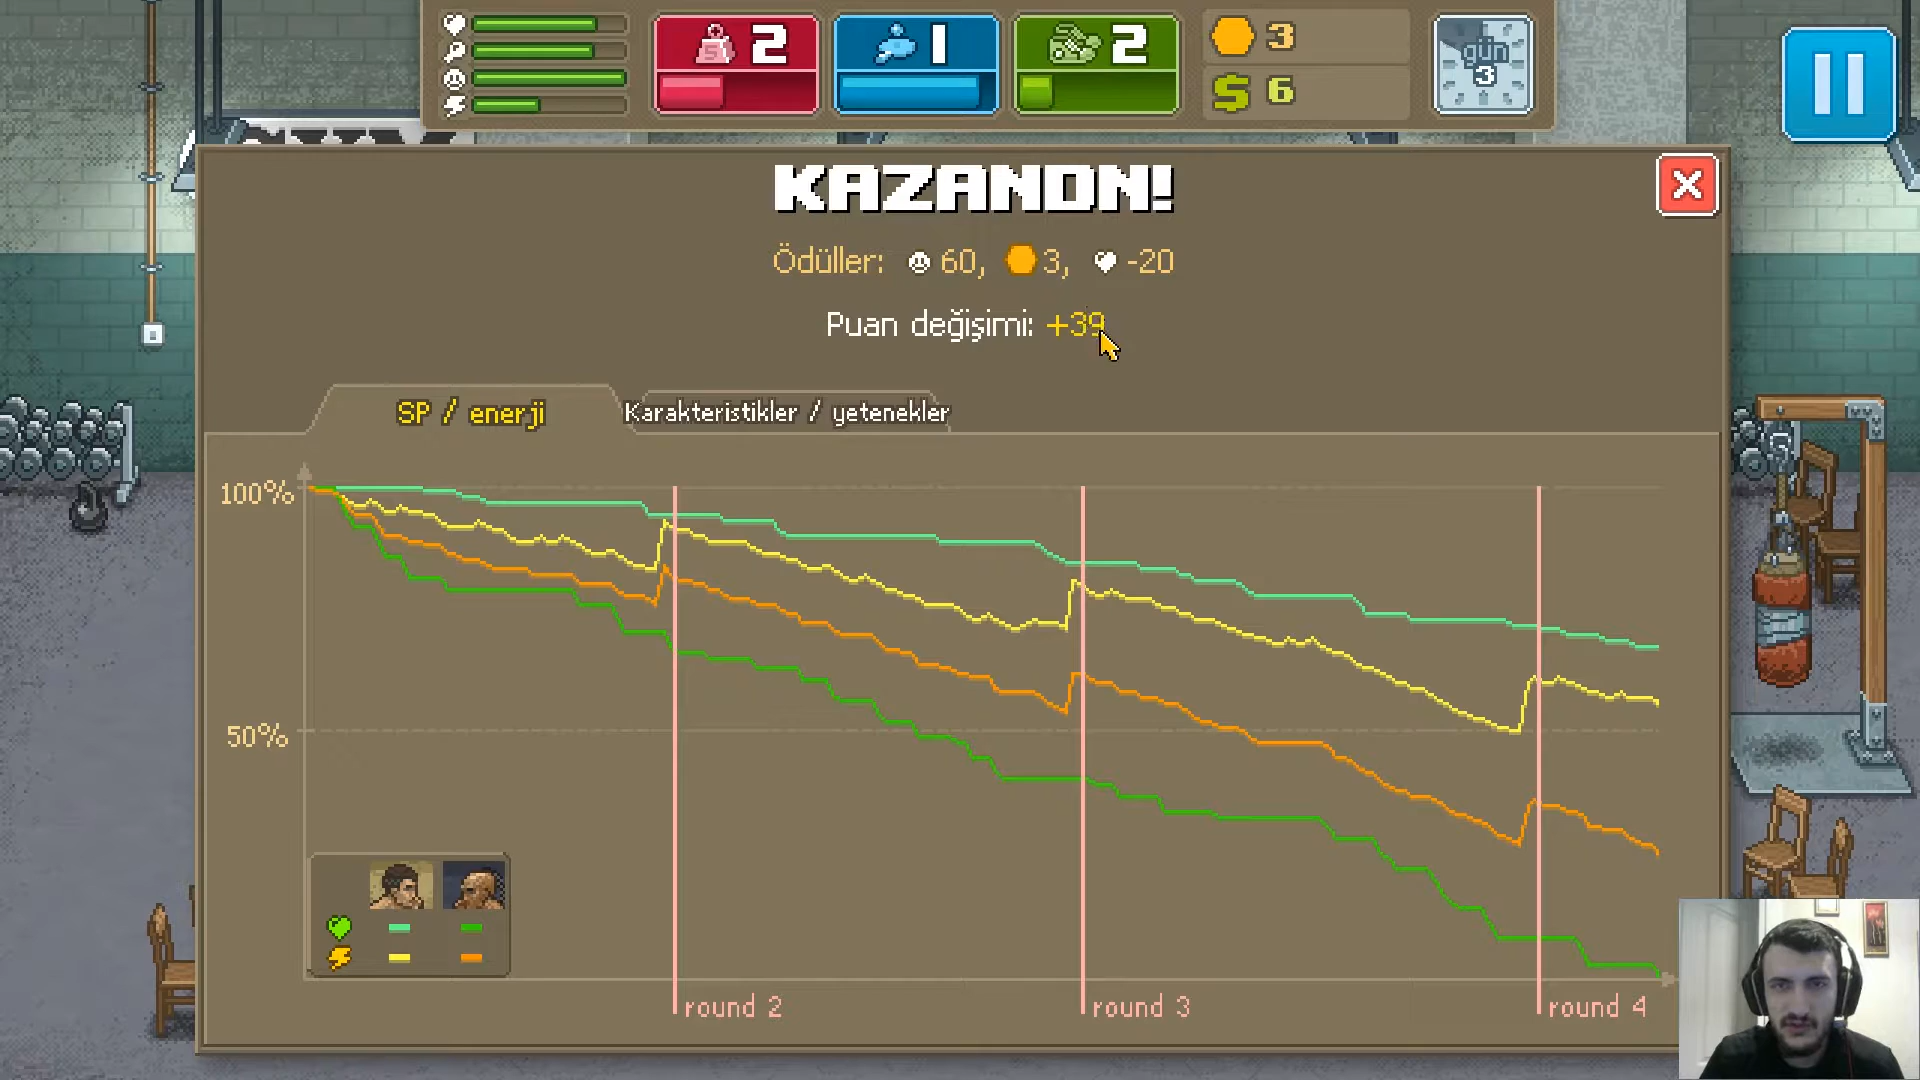 2
1
2
3
6
gün
3
KAZANDN!
Ödüller: 60, 3, -20
Puan değişimi: +39
SP / enerji
Karakteristikler / yetenekler
100%
50%
round 2
round 3
round 4